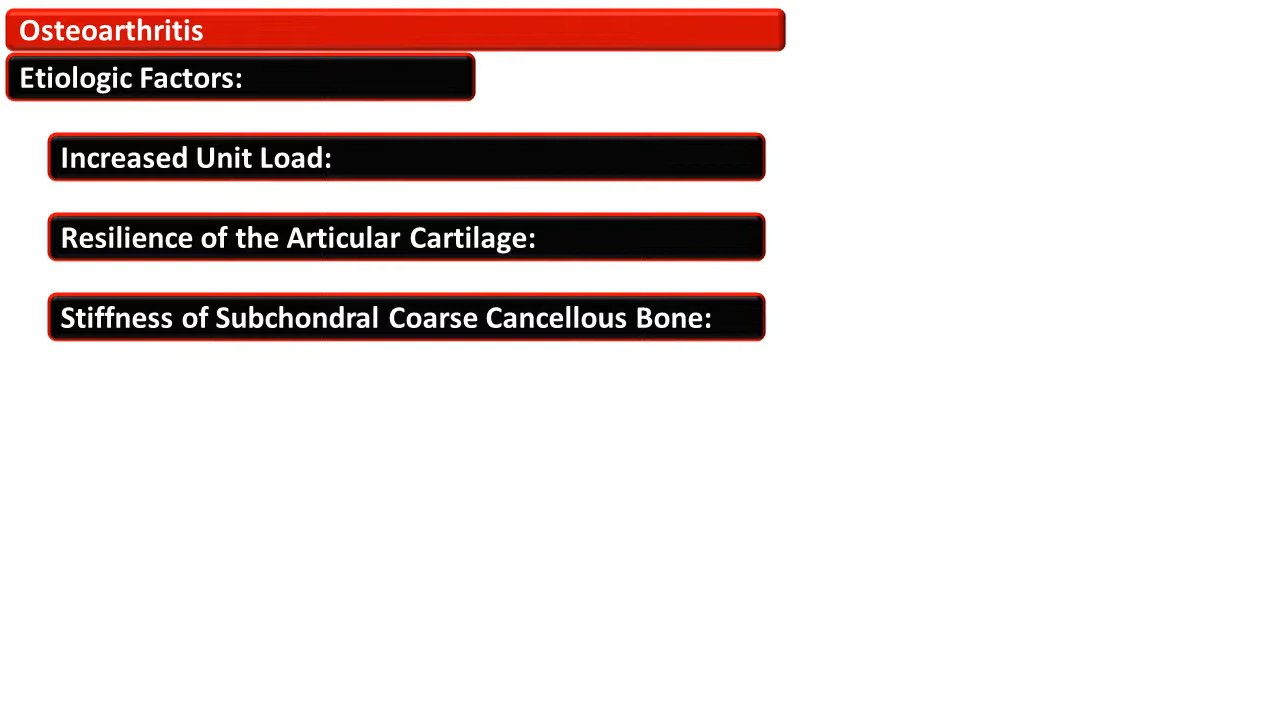 Osteoarthritis
Etiologic Factors:
Increased Unit Load:
Resilience of the Articular Cartilage:
Stiffness of Subchondral Coarse Cancellous Bone: